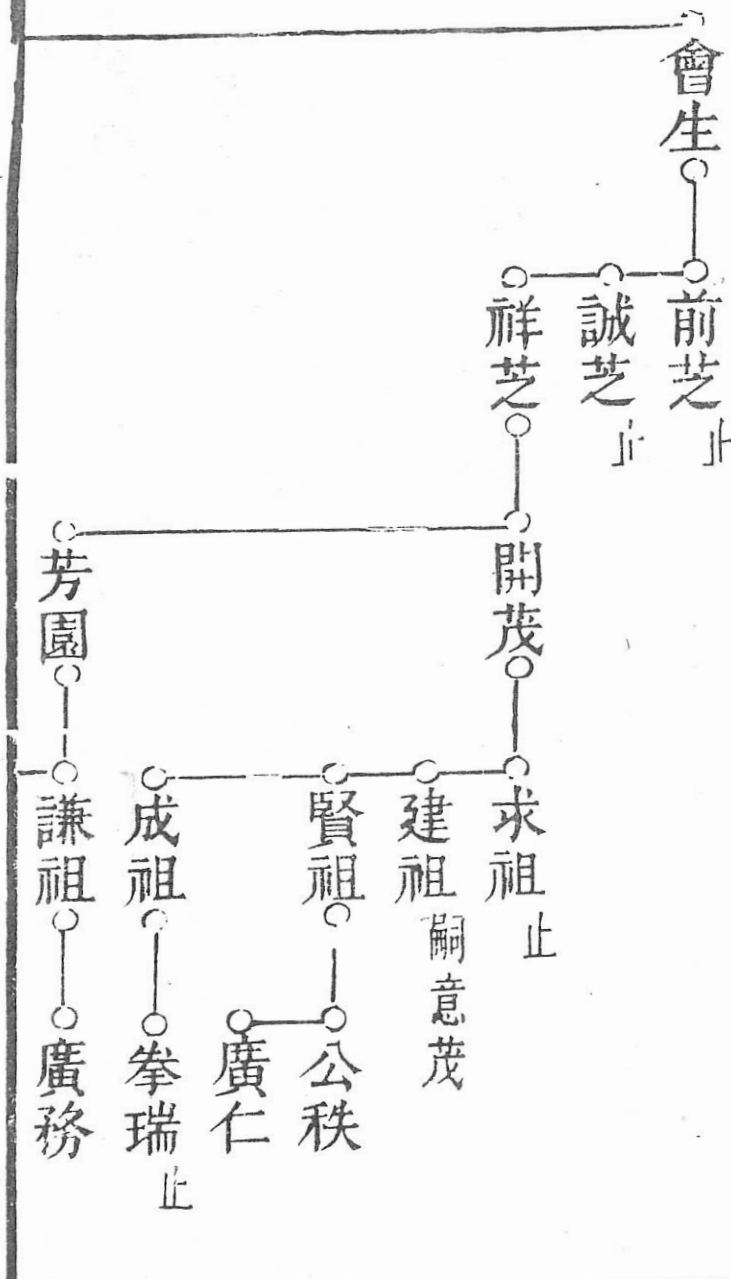 會生
前芝 止
誠芝 止
祥芝
開茂
芳園
求祖 止
建祖 嗣意茂
賢祖
成祖
謙祖
公秩
廣仁
拳瑞 止
廣務